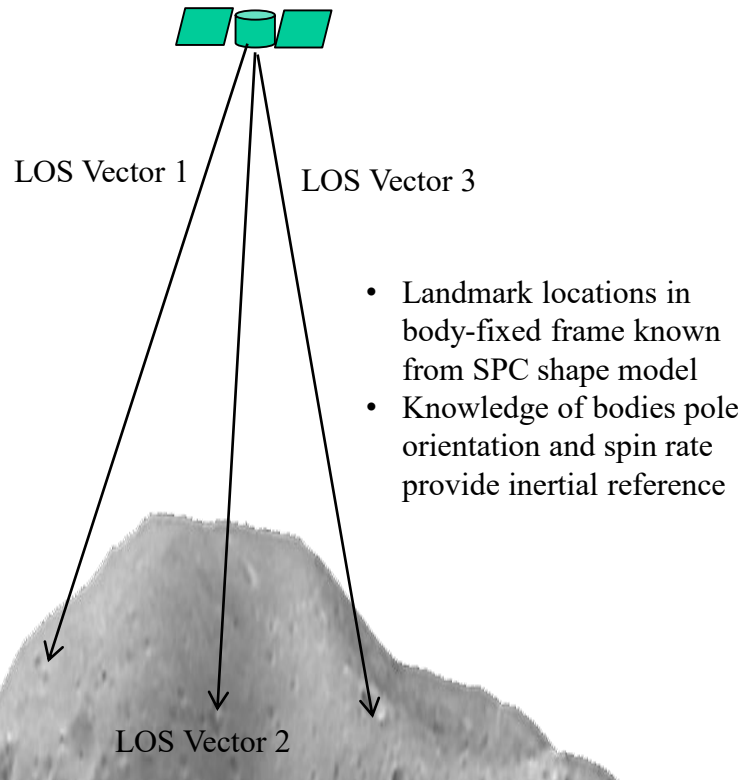 LOS Vector 1
LOS Vector 3
• Landmark locations in
body-fixed frame known
from SPC shape model
• Knowledge of bodies pole
orientation and spin rate
provide inertial reference
LOS Vector 2